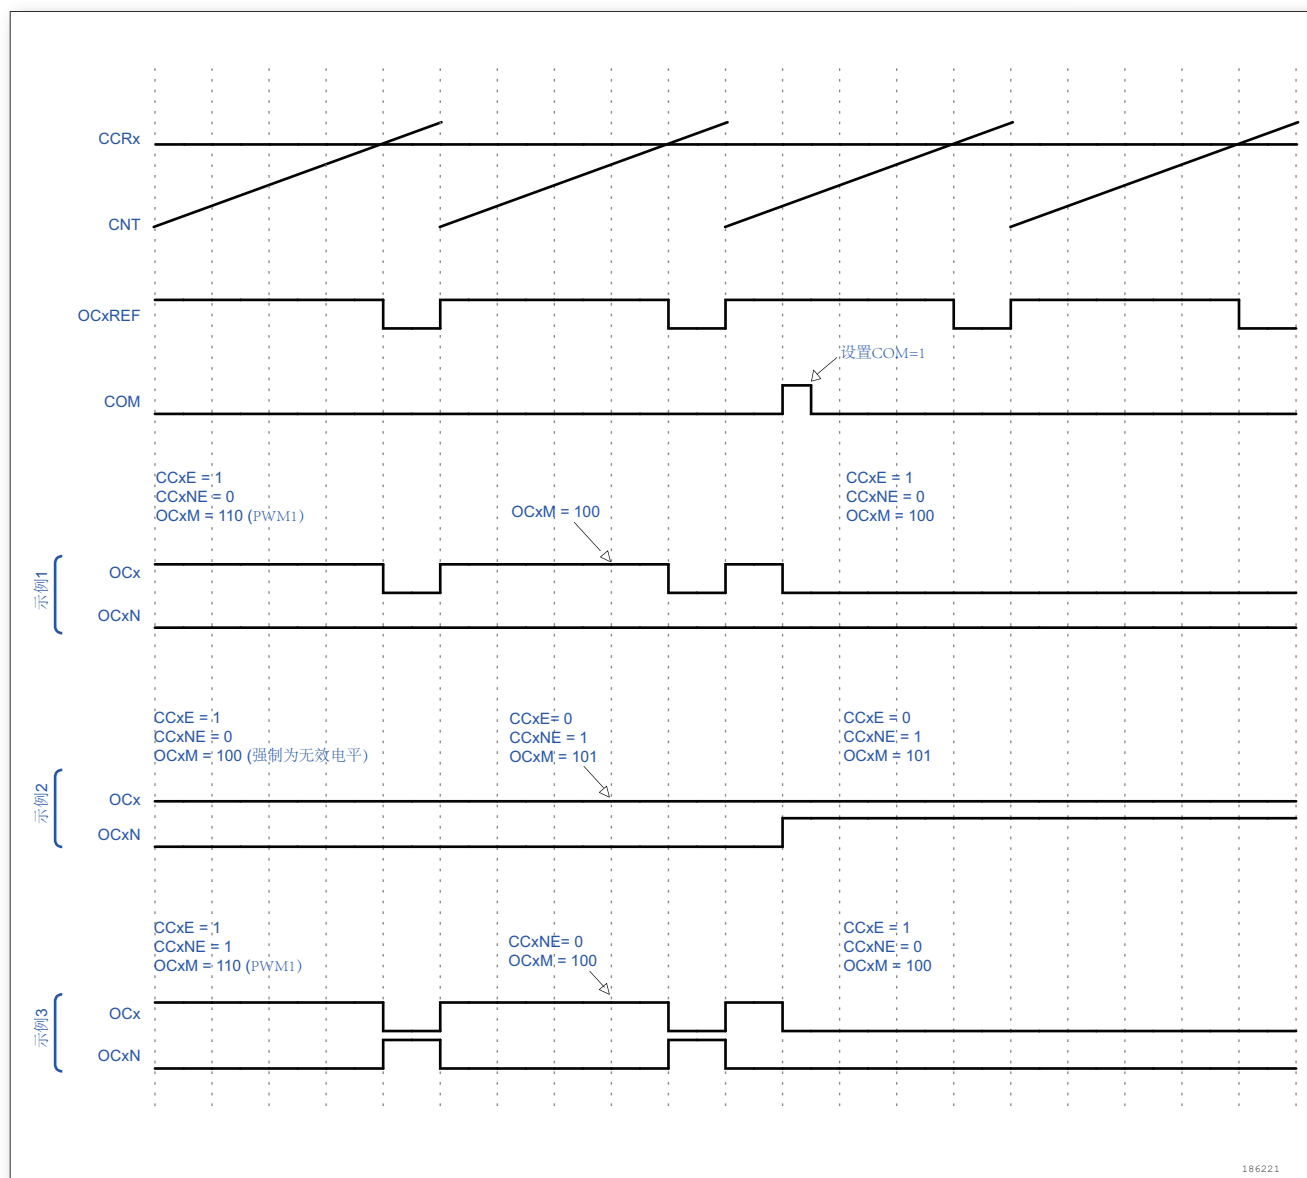 CCRx
CNT
OCxREF
设置COM=1
COM
CCxE = 1
CCxNE = 0
OCxM = 110 (PWM1)
OCxM = 100
CCxE = 1
CCxNE = 0
OCxM = 100
示例1
OCx
OCxN
CCxE = 1
CCxNE = 0
OCxM = 100 (强制为无效电平)
CCxE= 0
CCxNE = 1
OCxM = 101
CCxE = 0
CCxNE = 1
OCxM = 101
示例2
OCx
OCxN
CCxE = 1
CCxNE = 1
OCxM = 110 (PWM1)
CCxNE= 0
OCxM = 100
CCxE = 1
CCxNE = 0
OCxM = 100
示例3
OCx
OCxN
186221